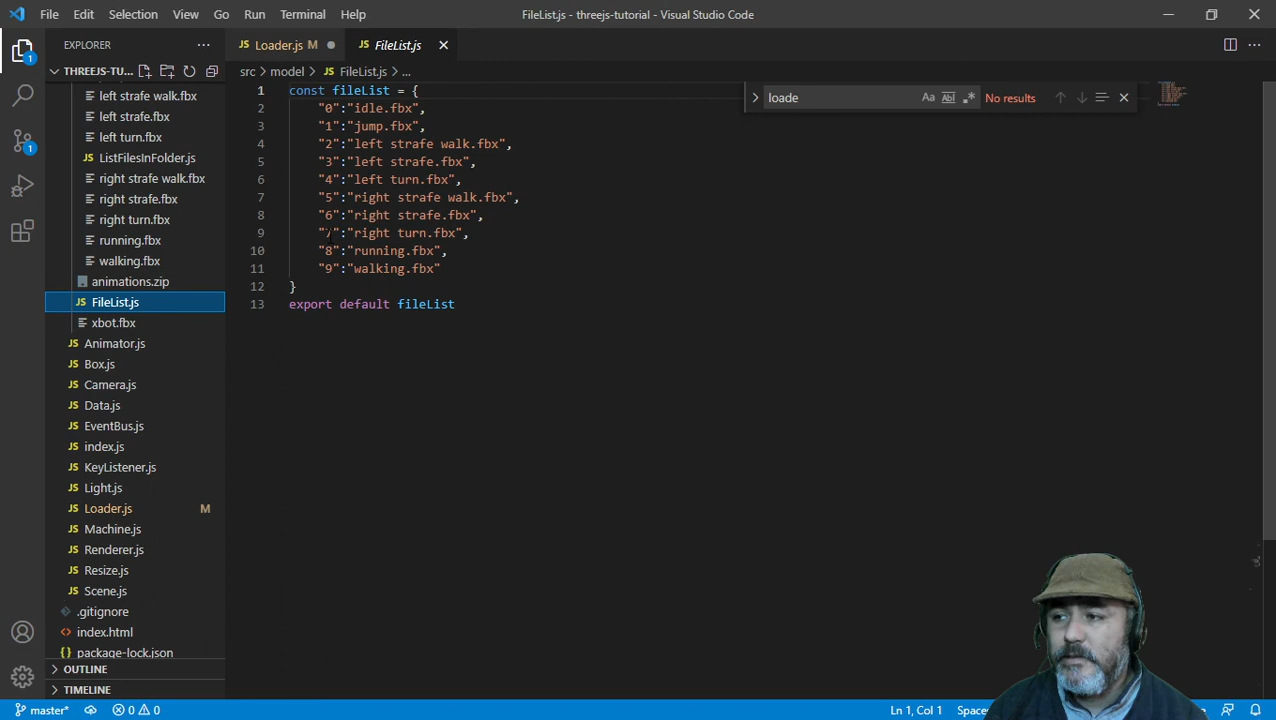 File Edit Selection View Go Run Terminal Help FileList.js - threejs-tutorial - Visual Studio Code
EXPLORER ···
JS Loader.js M JS FileList.js
THREEJS-TU...
src > model > JS FileList.js > ...
left strafe walk.fbx
left strafe.fbx
left turn.fbx
JS ListFilesInFolder.js
right strafe walk.fbx
right strafe.fbx
right turn.fbx
running.fbx
walking.fbx
animations.zip
JS FileList.js
xbot.fbx
JS Animator.js
JS Box.js
JS Camera.js
JS Data.js
JS EventBus.js
JS index.js
JS KeyListener.js
JS Light.js
JS Loader.js M
JS Machine.js
JS Renderer.js
JS Resize.js
JS Scene.js
.gitignore
<> index.html
{} package-lock.json
OUTLINE
TIMELINE
1 const fileList = {
2 "0":"idle.fbx",
3 "1":"jump.fbx",
4 "2":"left strafe walk.fbx",
5 "3":"left strafe.fbx",
6 "4":"left turn.fbx",
7 "5":"right strafe walk.fbx",
8 "6":"right strafe.fbx",
9 "7":"right turn.fbx",
10 "8":"running.fbx",
11 "9":"walking.fbx"
12 }
13 export default fileList
loade Aa Abl .* No results
1
1
master* 0 0 Ln 1, Col 1